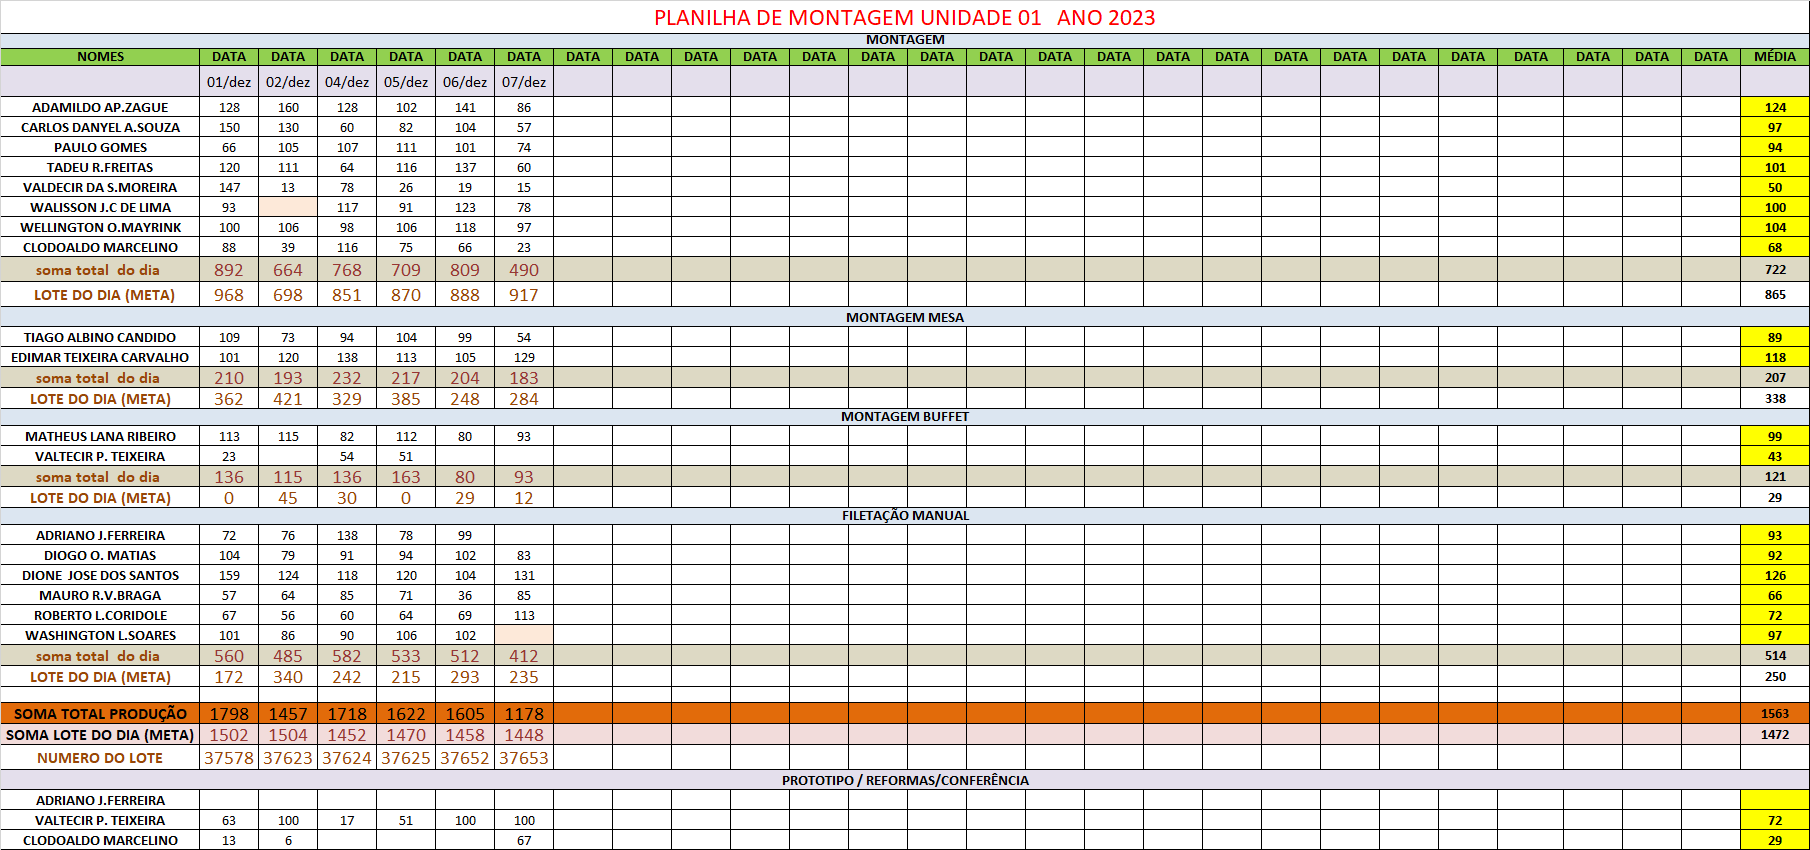 PLANILHA DE MONTAGEM UNIDADE 01 ANO 2023
MONTAGEM
NOMES DATA DATA DATA DATA DATA DATA DATA DATA DATA DATA DATA DATA DATA DATA DATA DATA DATA DATA DATA DATA DATA DATA DATA DATA DATA DATA MÉDIA
01/dez 02/dez 04/dez 05/dez 06/dez 07/dez
ADAMILDO AP.ZAGUE 128 160 128 102 141 86 124
CARLOS DANYEL A.SOUZA 150 130 60 82 104 57 97
PAULO GOMES 66 105 107 111 101 74 94
TADEU R.FREITAS 120 111 64 116 137 60 101
VALDECIR DA S.MOREIRA 147 13 78 26 19 15 50
WALISSON J.C DE LIMA 93 117 91 123 78 100
WELLINGTON O.MAYRINK 100 106 98 106 118 97 104
CLODOALDO MARCELINO 88 39 116 75 66 23 68
soma total do dia 892 664 768 709 809 490 722
LOTE DO DIA (META) 968 698 851 870 888 917 865
MONTAGEM MESA
TIAGO ALBINO CANDIDO 109 73 94 104 99 54 89
EDIMAR TEIXEIRA CARVALHO 101 120 138 113 105 129 118
soma total do dia 210 193 232 217 204 183 207
LOTE DO DIA (META) 362 421 329 385 248 284 338
MONTAGEM BUFFET
MATHEUS LANA RIBEIRO 113 115 82 112 80 93 99
VALTECIR P. TEIXEIRA 23 54 51 43
soma total do dia 136 115 136 163 80 93 121
LOTE DO DIA (META) 0 45 30 0 29 12 29
FILETAÇÃO MANUAL
ADRIANO J.FERREIRA 72 76 138 78 99 93
DIOGO O. MATIAS 104 79 91 94 102 83 92
DIONE JOSE DOS SANTOS 159 124 118 120 104 131 126
MAURO R.V.BRAGA 57 64 85 71 36 85 66
ROBERTO L.CORIDOLE 67 56 60 64 69 113 72
WASHINGTON L.SOARES 101 86 90 106 102 97
soma total do dia 560 485 582 533 512 412 514
LOTE DO DIA (META) 172 340 242 215 293 235 250
SOMA TOTAL PRODUÇÃO 1798 1457 1718 1622 1605 1178 1563
SOMA LOTE DO DIA (META) 1502 1504 1452 1470 1458 1448 1472
NUMERO DO LOTE 37578 37623 37624 37625 37652 37653
PROTOTIPO / REFORMAS/CONFERÊNCIA
ADRIANO J.FERREIRA
VALTECIR P. TEIXEIRA 63 100 17 51 100 100 72
CLODOALDO MARCELINO 13 6 67 29